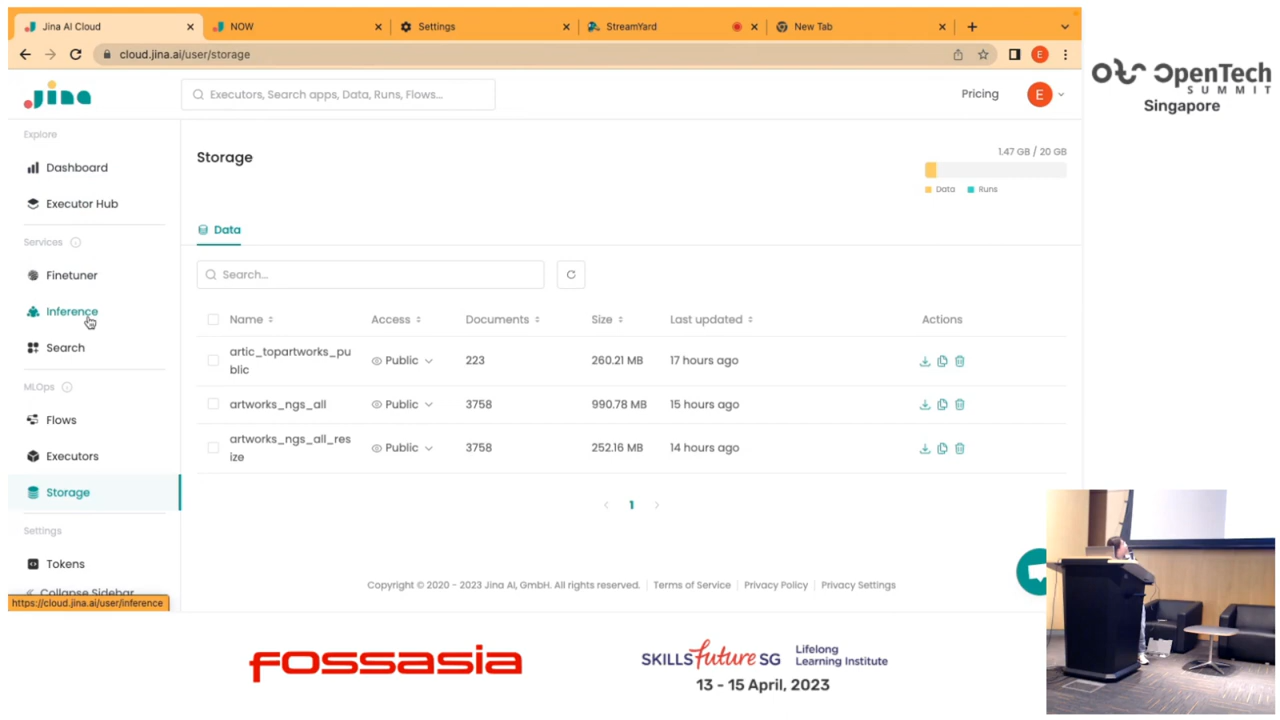 Jina AI Cloud
NOW
Settings
StreamYard
New Tab
cloud.jina.ai/user/storage
E
Jina
Executors, Search apps, Data, Runs, Flows...
Pricing
E
OpenTech
SUMMIT
Singapore
Explore
Dashboard
Executor Hub
Services
Finetuner
Inference
Search
MLOps
Flows
Executors
Storage
Settings
Tokens
Collapse Sidebar
https://cloud.jina.ai/user/inference
Storage
1.47 GB / 20 GB
Data Runs
Data
Search...
Name Access Documents Size Last updated Actions
artic_topartworks_pu
blic
Public 223 260.21 MB 17 hours ago
artworks_ngs_all Public 3758 990.78 MB 15 hours ago
artworks_ngs_all_res
ize
Public 3758 252.16 MB 14 hours ago
1
Copyright © 2020 - 2023 Jina AI, GmbH. All rights reserved. Terms of Service Privacy Policy Privacy Settings
FOSSASIA
SKILLSfuture SG
Lifelong
Learning Institute
13 - 15 April, 2023